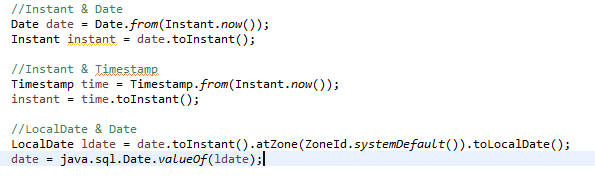 //Instant & Date
Date date = Date.from(Instant.now());
Instant instant = date.toInstant();
//Instant & Timestamp
Timestamp time = Timestamp.from(Instant.now());
instant = time.toInstant();
//LocalDate & Date
LocalDate ldate = date.toInstant().atZone(ZoneId.systemDefault()).toLocalDate();
date = java.sql.Date.valueOf(ldate);